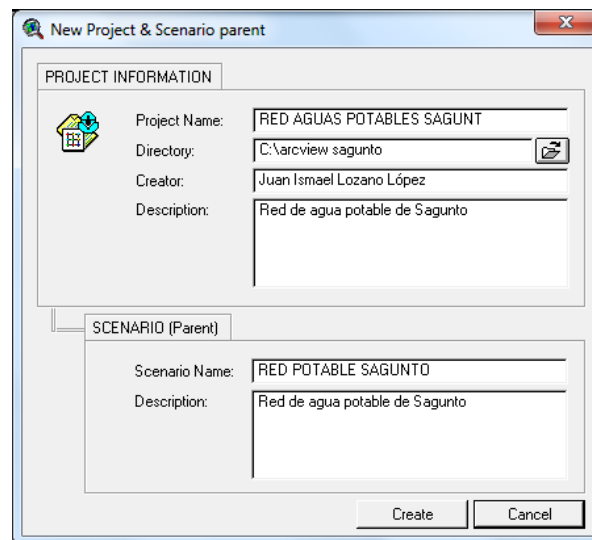 New Project & Scenario parent
PROJECT INFORMATION
Project Name: RED AGUAS POTABLES SAGUNT
Directory: C:\arcview sagunto
Creator: Juan Ismael Lozano López
Description: Red de agua potable de Sagunto
SCENARIO (Parent)
Scenario Name: RED POTABLE SAGUNTO
Description: Red de agua potable de Sagunto
Create Cancel